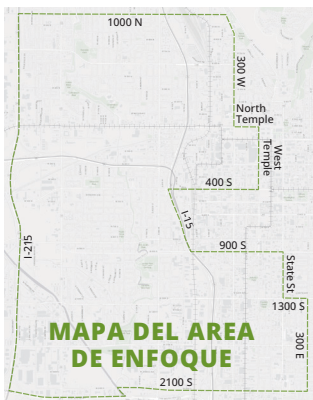 1000 N
300 W
North
Temple
West
Temple
400 S
I-15
I-215
900 S
State St
1300 S
300 E
MAPA DEL AREA
DE ENFOQUE
2100 S